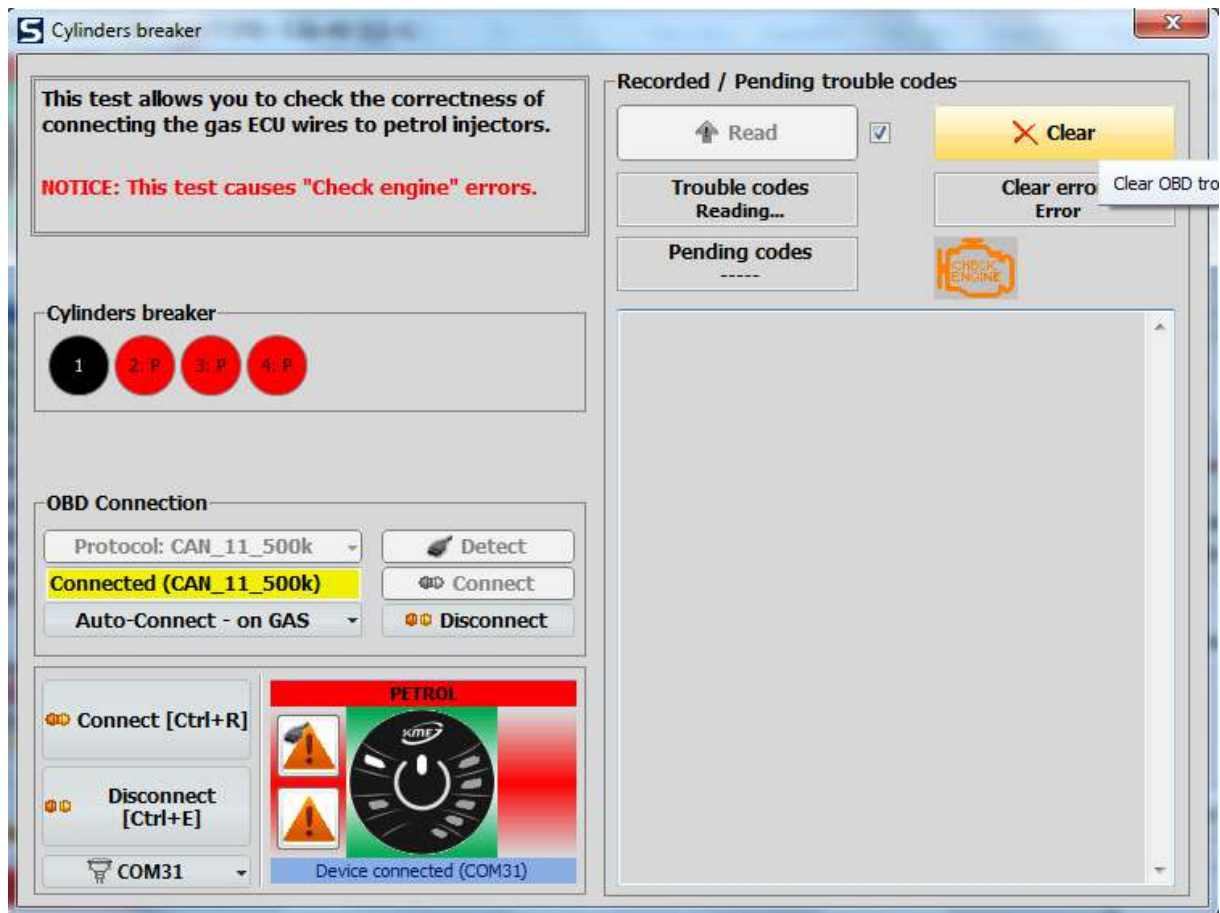 Cylinders breaker
This test allows you to check the correctness of
connecting the gas ECU wires to petrol injectors.
NOTICE: This test causes "Check engine" errors.
Cylinders breaker
1
2: P
3: P
4: P
OBD Connection
Protocol: CAN_11_500k
Detect
Connected (CAN_11_500k)
Connect
Auto-Connect - on GAS
Disconnect
Connect [Ctrl+R]
Disconnect
[Ctrl+E]
COM31
PETROL
KME
Device connected (COM31)
Recorded / Pending trouble codes
Read
Clear
Trouble codes
Reading...
Clear erro
Error
Clear OBD tro
Pending codes
-----
CHECK
ENGINE